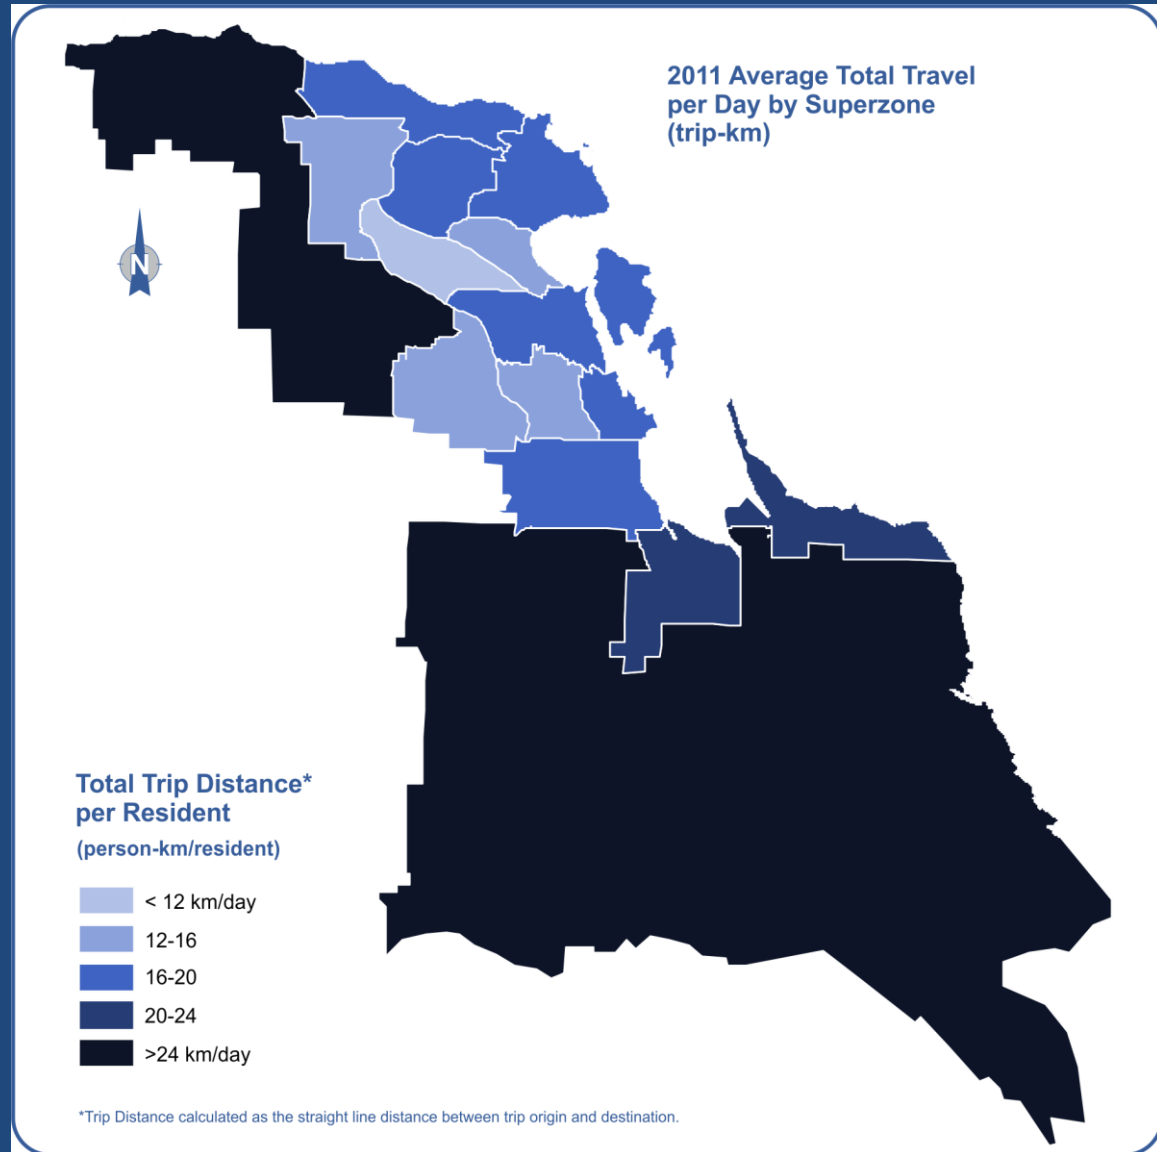 2011 Average Total Travel
per Day by Superzone
(trip-km)
N
Total Trip Distance*
per Resident
(person-km/resident)
< 12 km/day
12-16
16-20
20-24
>24 km/day
*Trip Distance calculated as the straight line distance between trip origin and destination.